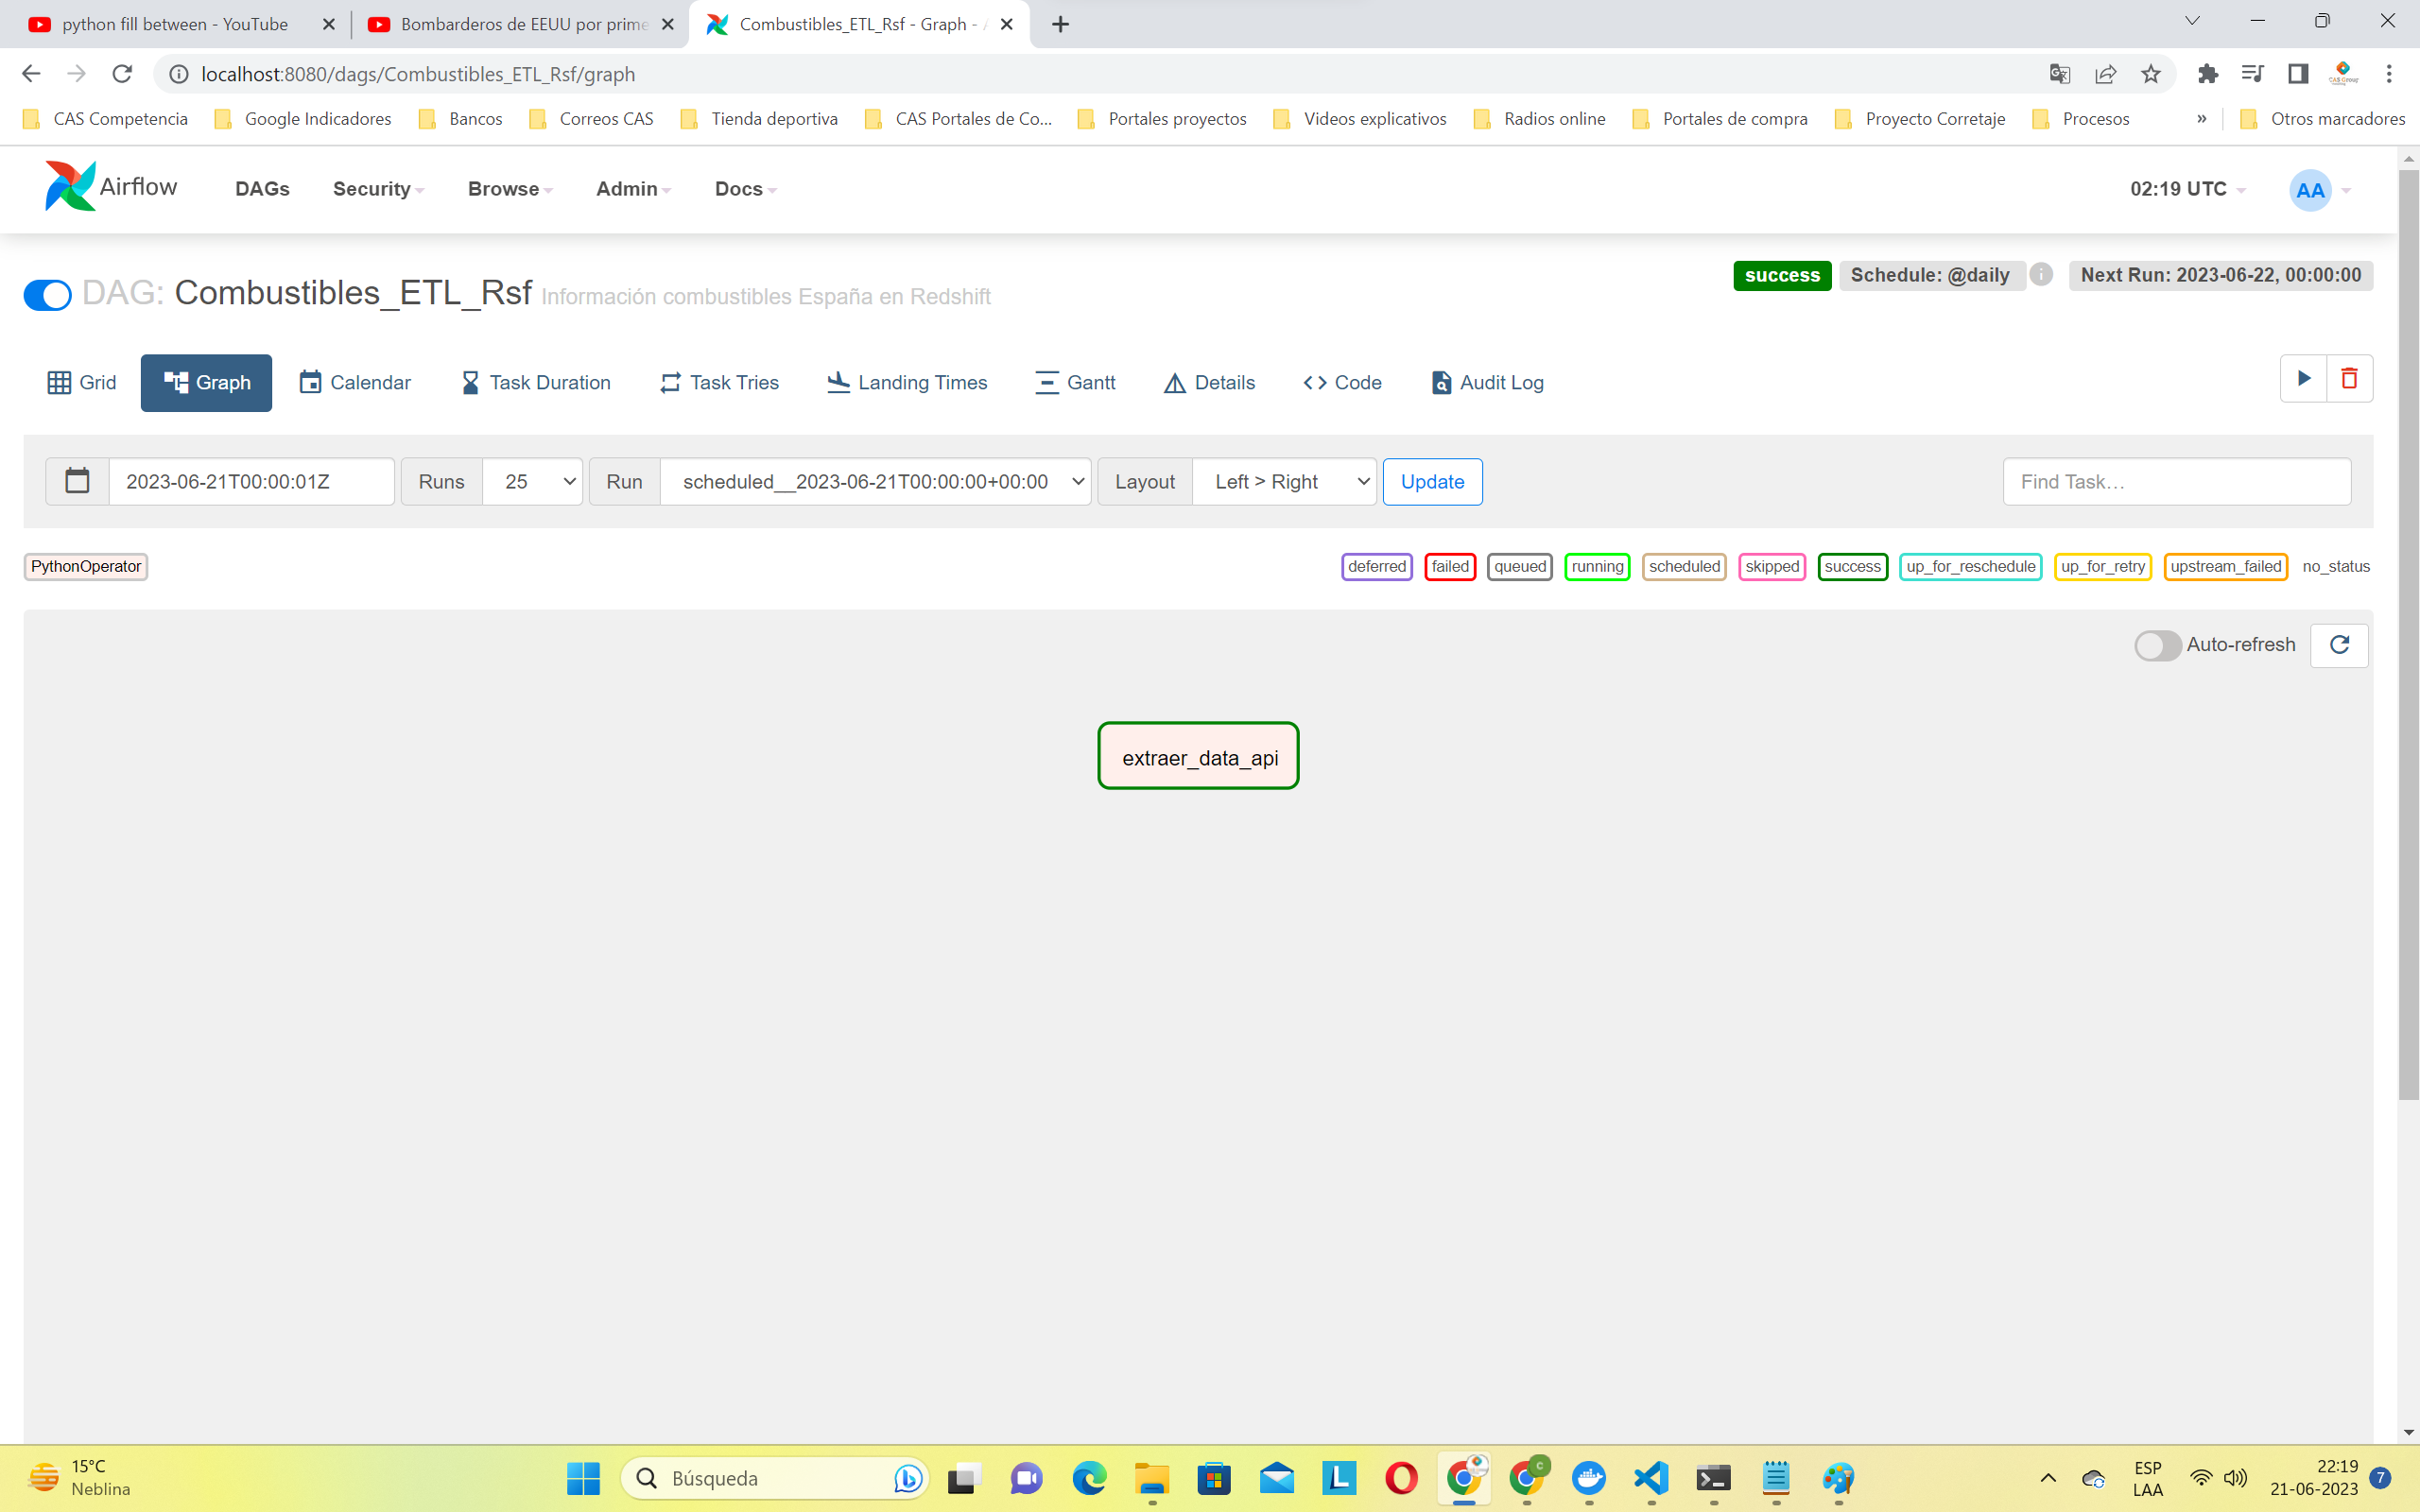 python fill between - YouTube
Bombarderos de EEUU por prime
Combustibles_ETL_Rsf - Graph -
localhost:8080/dags/Combustibles_ETL_Rsf/graph
CAS Competencia
Google Indicadores
Bancos
Correos CAS
Tienda deportiva
CAS Portales de Co...
Portales proyectos
Videos explicativos
Radios online
Portales de compra
Proyecto Corretaje
Procesos
»
Otros marcadores
Airflow
DAGs
Security
Browse
Admin
Docs
02:19 UTC
AA
DAG: Combustibles_ETL_Rsf Información combustibles España en Redshift
success
Schedule: @daily
Next Run: 2023-06-22, 00:00:00
Grid
Graph
Calendar
Task Duration
Task Tries
Landing Times
Gantt
Details
Code
Audit Log
2023-06-21T00:00:01Z
Runs
25
Run
scheduled__2023-06-21T00:00:00+00:00
Layout
Left > Right
Update
Find Task…
PythonOperator
deferred
failed
queued
running
scheduled
skipped
success
up_for_reschedule
up_for_retry
upstream_failed
no_status
Auto-refresh
extraer_data_api
15°C
Neblina
Búsqueda
ESP
LAA
22:19
21-06-2023
7